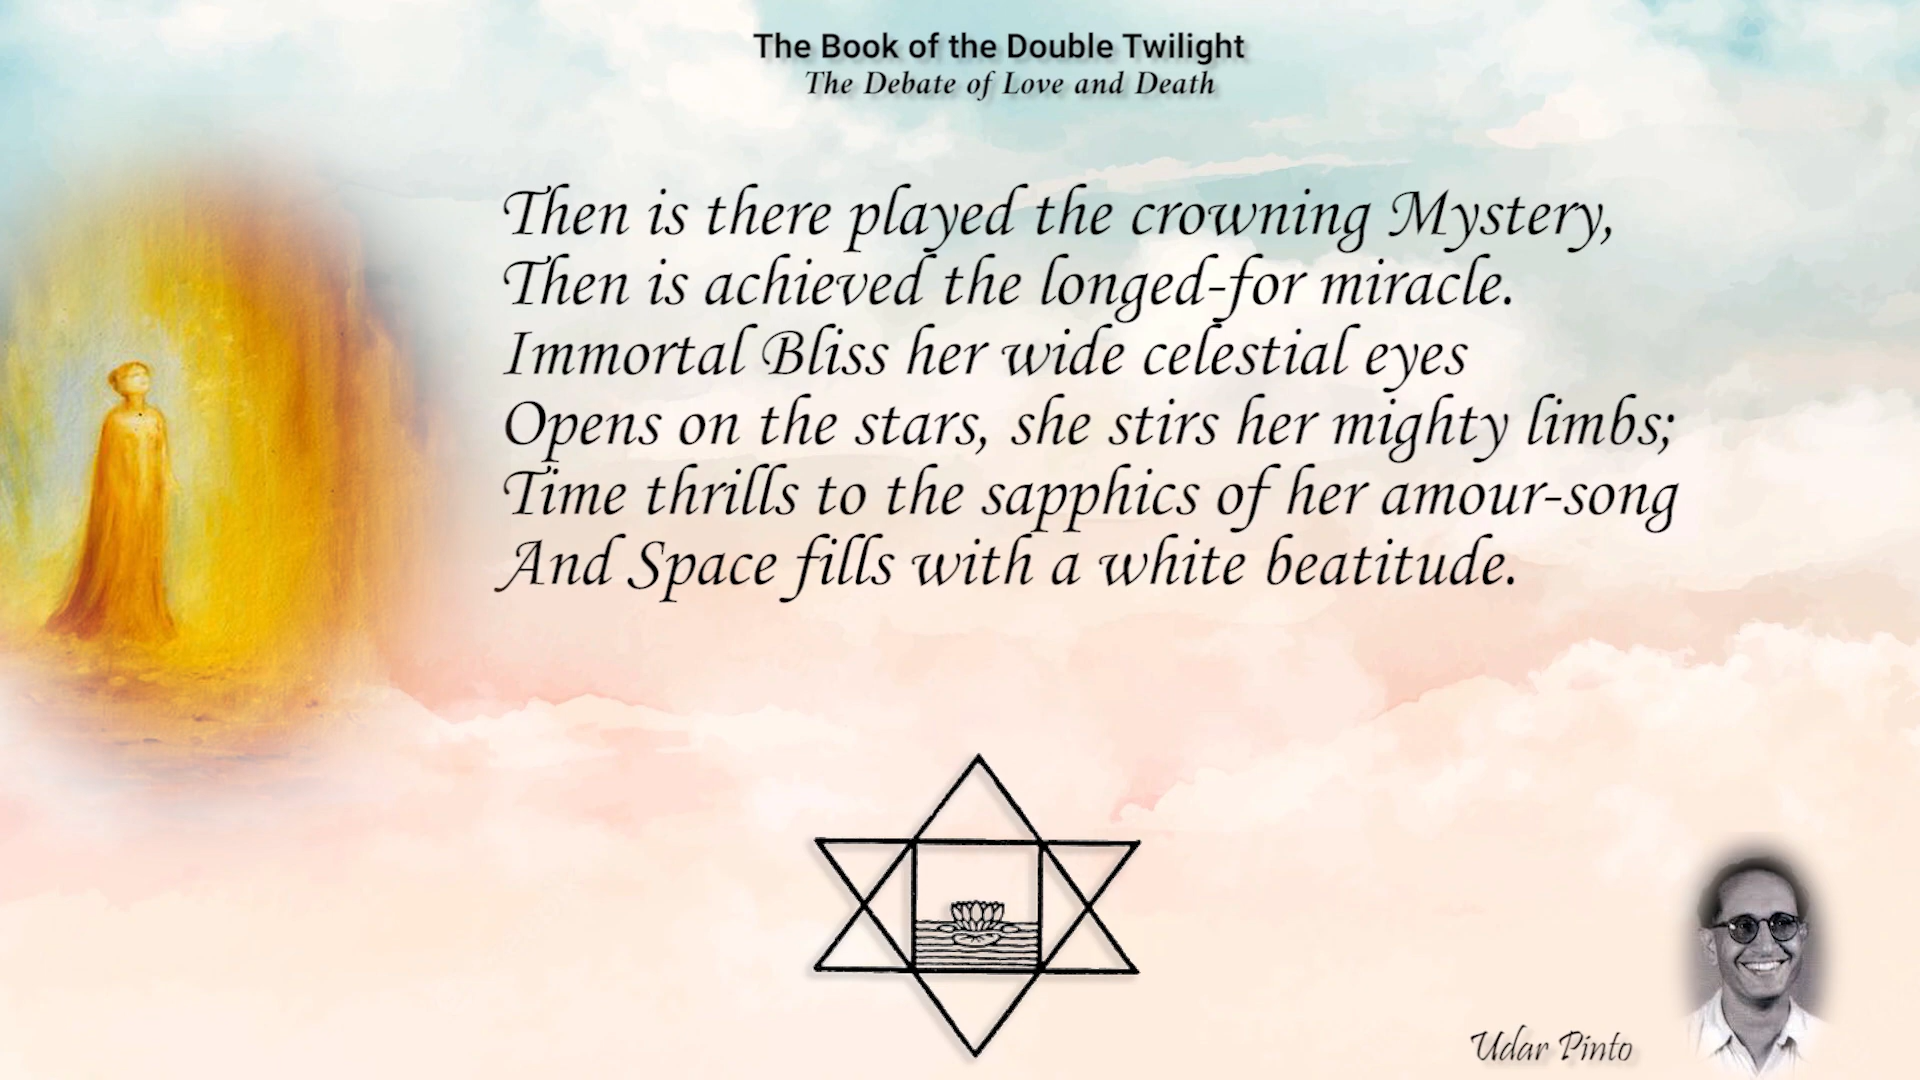 The Book of the Double Twilight
The Debate of Love and Death
Then is there played the crowning Mystery,
Then is achieved the longed-for miracle.
Immortal Bliss her wide celestial eyes
Opens on the stars, she stirs her mighty limbs;
Time thrills to the sapphics of her amour-song
And Space fills with a white beatitude.
Udar Pinto